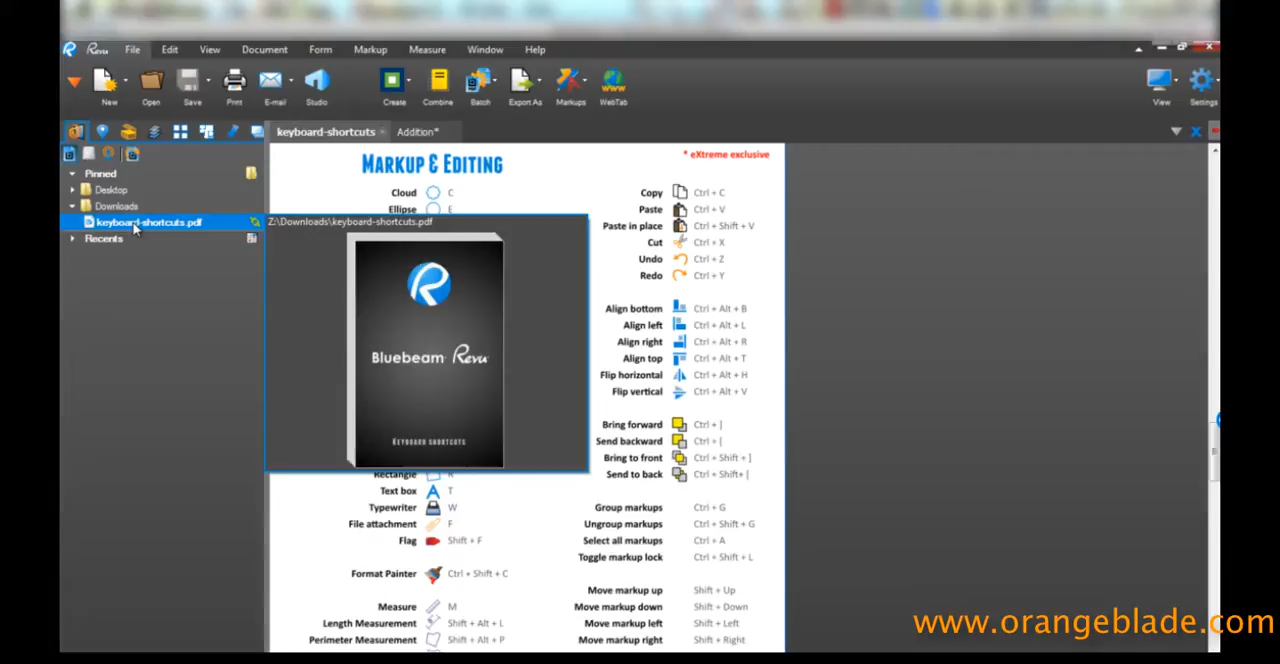 Revu File Edit View Document Form Markup Measure Window Help
New Open Save Print E-mail Studio Create Combine Batch Export As Markups WebTab View Settings
keyboard-shortcuts Addition*
Pinned
Desktop
Downloads
keyboard-shortcuts.pdf
Recents
Z:\Downloads\keyboard-shortcuts.pdf
Bluebeam Revu
KEYBOARD SHORTCUTS
MARKUP & EDITING
* eXtreme exclusive
Cloud C
Ellipse E
Rectangle R
Text box T
Typewriter W
File attachment F
Flag Shift + F
Format Painter Ctrl + Shift + C
Measure M
Length Measurement Shift + Alt + L
Perimeter Measurement Shift + Alt + P
Copy Ctrl + C
Paste Ctrl + V
Paste in place Ctrl + Shift + V
Cut Ctrl + X
Undo Ctrl + Z
Redo Ctrl + Y
Align bottom Ctrl + Alt + B
Align left Ctrl + Alt + L
Align right Ctrl + Alt + R
Align top Ctrl + Alt + T
Flip horizontal Ctrl + Alt + H
Flip vertical Ctrl + Alt + V
Bring forward Ctrl + ]
Send backward Ctrl + [
Bring to front Ctrl + Shift + ]
Send to back Ctrl + Shift+ [
Group markups Ctrl + G
Ungroup markups Ctrl + Shift + G
Select all markups Ctrl + A
Toggle markup lock Ctrl + Shift + L
Move markup up Shift + Up
Move markup down Shift + Down
Move markup left Shift + Left
Move markup right Shift + Right
www.orangeblade.com